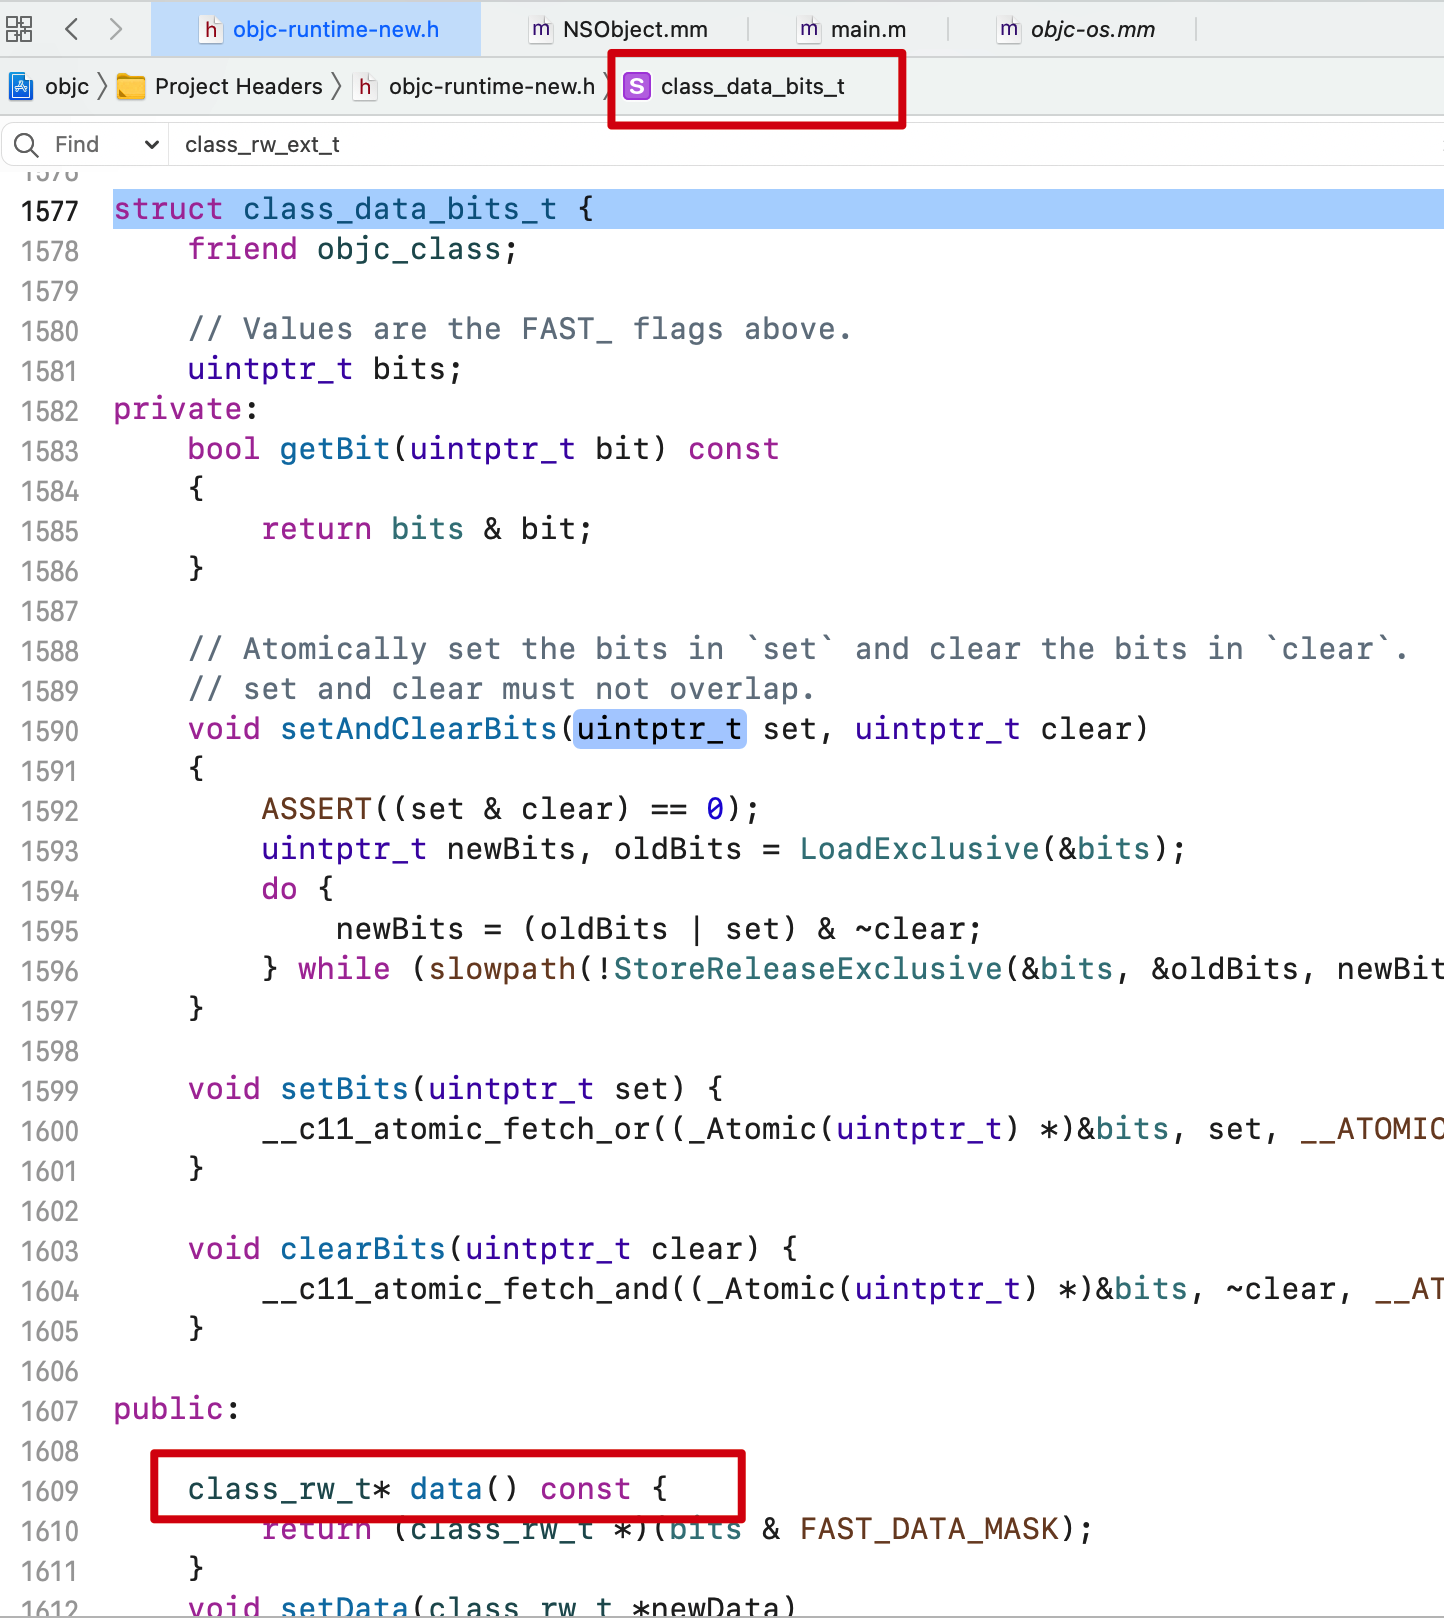 h objc-runtime-new.h m NSObject.mm m main.m m objc-os.mm
objc Project Headers h objc-runtime-new.h S class_data_bits_t
Find class_rw_ext_t
1576
1577 struct class_data_bits_t {
1578 friend objc_class;
1579
1580 // Values are the FAST_ flags above.
1581 uintptr_t bits;
1582 private:
1583 bool getBit(uintptr_t bit) const
1584 {
1585 return bits & bit;
1586 }
1587
1588 // Atomically set the bits in `set` and clear the bits in `clear`.
1589 // set and clear must not overlap.
1590 void setAndClearBits(uintptr_t set, uintptr_t clear)
1591 {
1592 ASSERT((set & clear) == 0);
1593 uintptr_t newBits, oldBits = LoadExclusive(&bits);
1594 do {
1595 newBits = (oldBits | set) & ~clear;
1596 } while (slowpath(!StoreReleaseExclusive(&bits, &oldBits, newBit
1597 }
1598
1599 void setBits(uintptr_t set) {
1600 __c11_atomic_fetch_or((_Atomic(uintptr_t) *)&bits, set, __ATOMIC
1601 }
1602
1603 void clearBits(uintptr_t clear) {
1604 __c11_atomic_fetch_and((_Atomic(uintptr_t) *)&bits, ~clear, __AT
1605 }
1606
1607 public:
1608
1609 class_rw_t* data() const {
1610 return (class_rw_t *)(bits & FAST_DATA_MASK);
1611 }
1612 void setData(class_rw_t *newData)